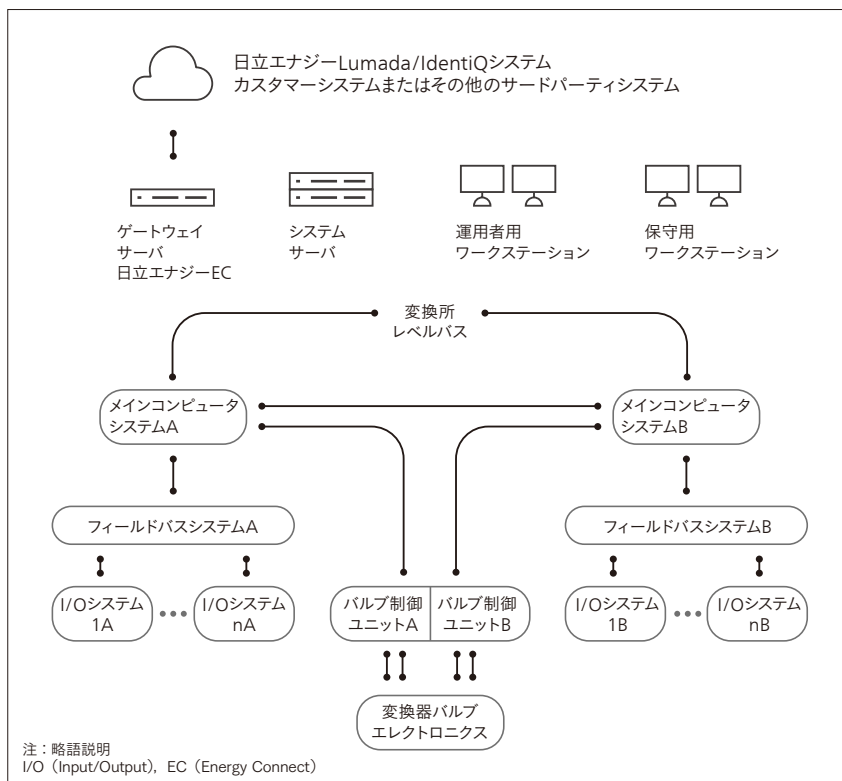 日立エナジーLumada/IdentiQシステム
カスタマーシステムまたはその他のサードパーティシステム
ゲートウェイ
サーバ
日立エナジーEC
システム
サーバ
運用者用
ワークステーション
保守用
ワークステーション
変換所
レベルバス
メインコンピュータ
システムA
メインコンピュータ
システムB
フィールドバスシステムA
フィールドバスシステムB
I/Oシステム
1A
I/Oシステム
nA
バルブ制御
ユニットA
バルブ制御
ユニットB
I/Oシステム
1B
I/Oシステム
nB
変換器バルブ
エレクトロニクス
注：略語説明
I/O（Input/Output），EC（Energy Connect）